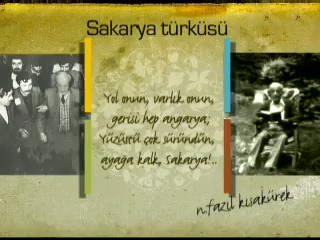 Sakarya türküsü
Yol onun, varlık onun,
gerisi hep angarya;
Yüzüstü çok süründün,
ayağa kalk, Sakarya!..
n.fazıl kısakürek